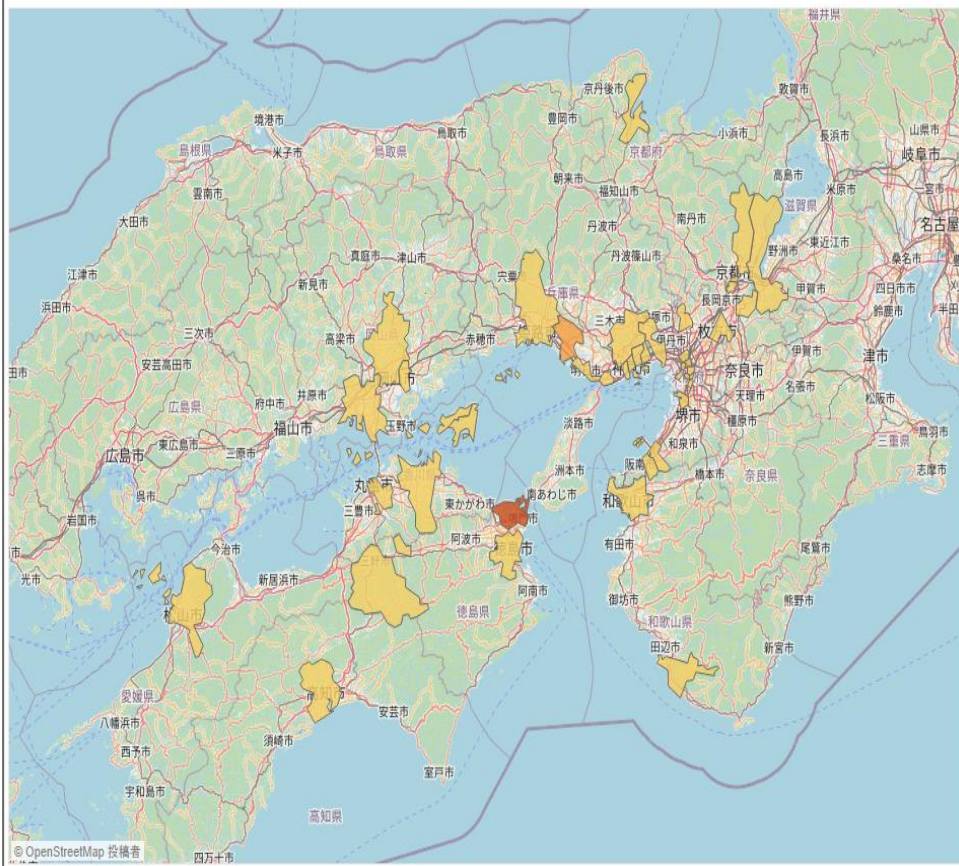 福井県
京丹後市
敦賀市
境港市
豊岡市
鳥取市
小浜市
長浜市
山県市
島根県
米子市
鳥取県
京都府
岐阜市
高島市
米原市
一宮市
雲南市
朝来市
福知山市
滋賀県
大田市
丹波市
南丹市
名古屋
真庭市
津山市
宍粟市
丹波篠山市
野洲市
東近江市
桑名市
江津市
新見市
兵庫県
京都市
甲賀市
四日市市
浜田市
長岡京市
三次市
高梁市
赤穂市
三木市
伊丹市
鈴鹿市
半田
安芸高田市
伊賀市
津市
井原市
奈良市
名張市
広島県
府中市
天理市
松阪市
福山市
玉野市
淡路市
堺市
橿原市
東広島市
三原市
和泉市
三重県
鳥羽市
広島市
洲本市
阪南
橋本市
奈良県
志摩市
呉市
三豊市
東かがわ市
南あわじ市
和歌山市
岩国市
阿波市
有田市
尾鷲市
今治市
光市
新居浜市
阿南市
御坊市
熊野市
徳島県
和歌山県
田辺市
新宮市
愛媛県
安芸市
八幡浜市
須崎市
西予市
室戸市
宇和島市
高知県
© OpenStreetMap 投稿者
四万十市